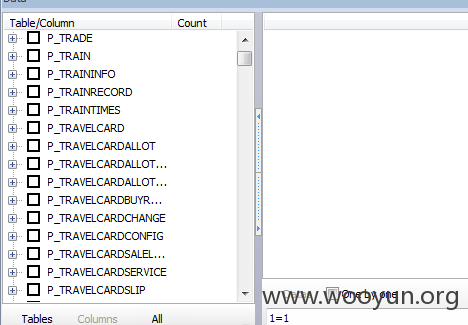 Table/Column Count
P_TRADE
P_TRAIN
P_TRAININFO
P_TRAINRECORD
P_TRAINTIMES
P_TRAVELCARD
P_TRAVELCARDALLOT
P_TRAVELCARDALLOT...
P_TRAVELCARDALLOT...
P_TRAVELCARDBUYR...
P_TRAVELCARDCHANGE
P_TRAVELCARDCONFIG
P_TRAVELCARDSALEL...
P_TRAVELCARDSERVICE
P_TRAVELCARDSLIP
Tables Columns All
One by one
www.wooyun.org
1=1